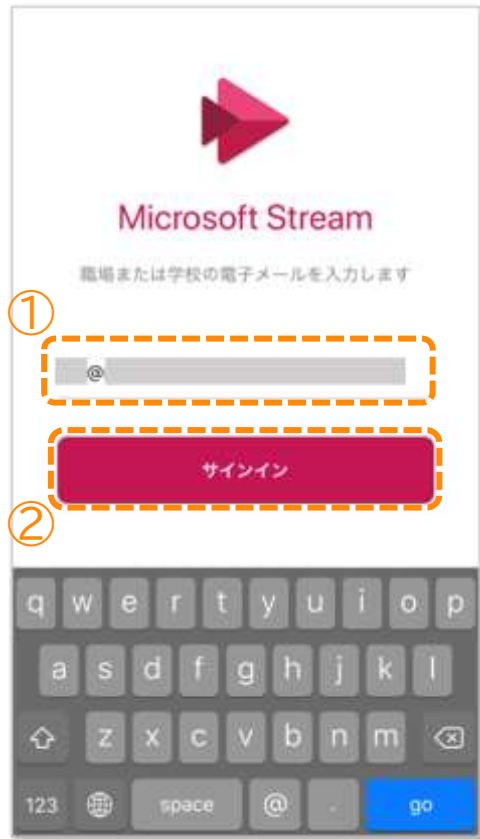 Microsoft Stream
職場または学校の電子メールを入力します
①
@
サインイン
②
q w e r t y u i o p
a s d f g h j k l
z x c v b n m
123 space @ . go